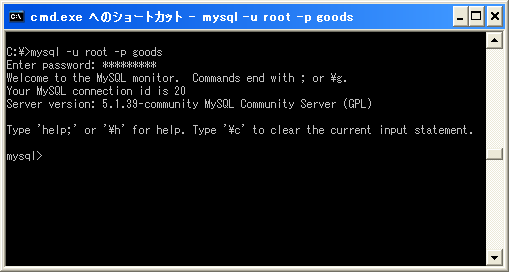 cmd.exe へのショートカット - mysql -u root -p goods
C:¥>mysql -u root -p goods
Enter password: *********
Welcome to the MySQL monitor.  Commands end with ; or ¥g.
Your MySQL connection id is 20
Server version: 5.1.39-community MySQL Community Server (GPL)
Type 'help;' or '¥h' for help. Type '¥c' to clear the current input statement.
mysql>